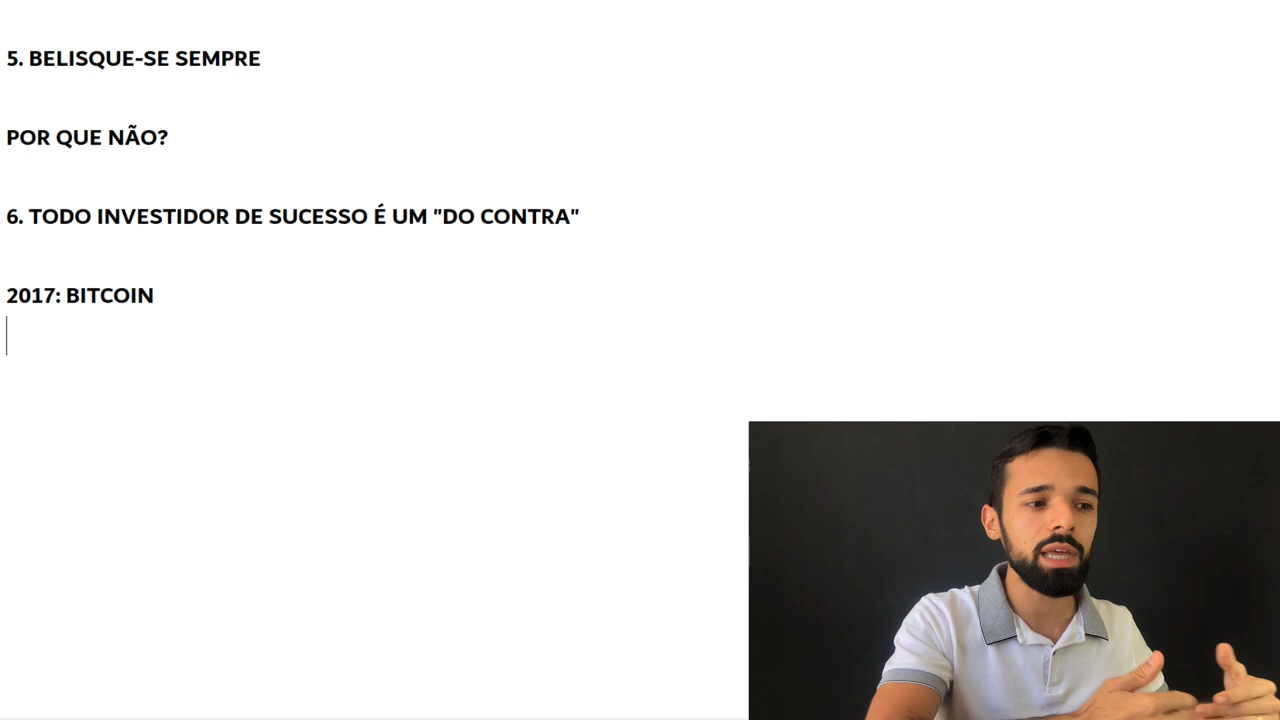 5. BELISQUE-SE SEMPRE
POR QUE NÃO?
6. TODO INVESTIDOR DE SUCESSO É UM "DO CONTRA"
2017: BITCOIN